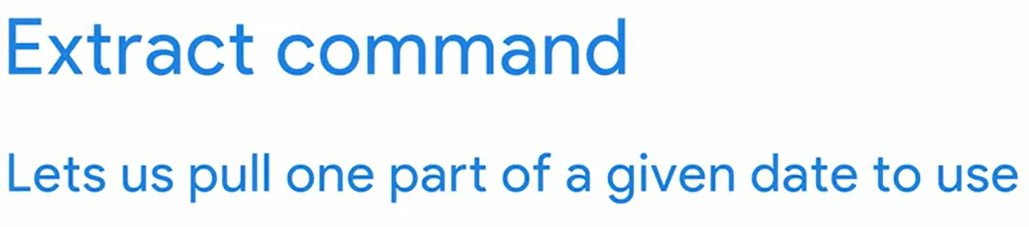 Extract command
Lets us pull one part of a given date to use